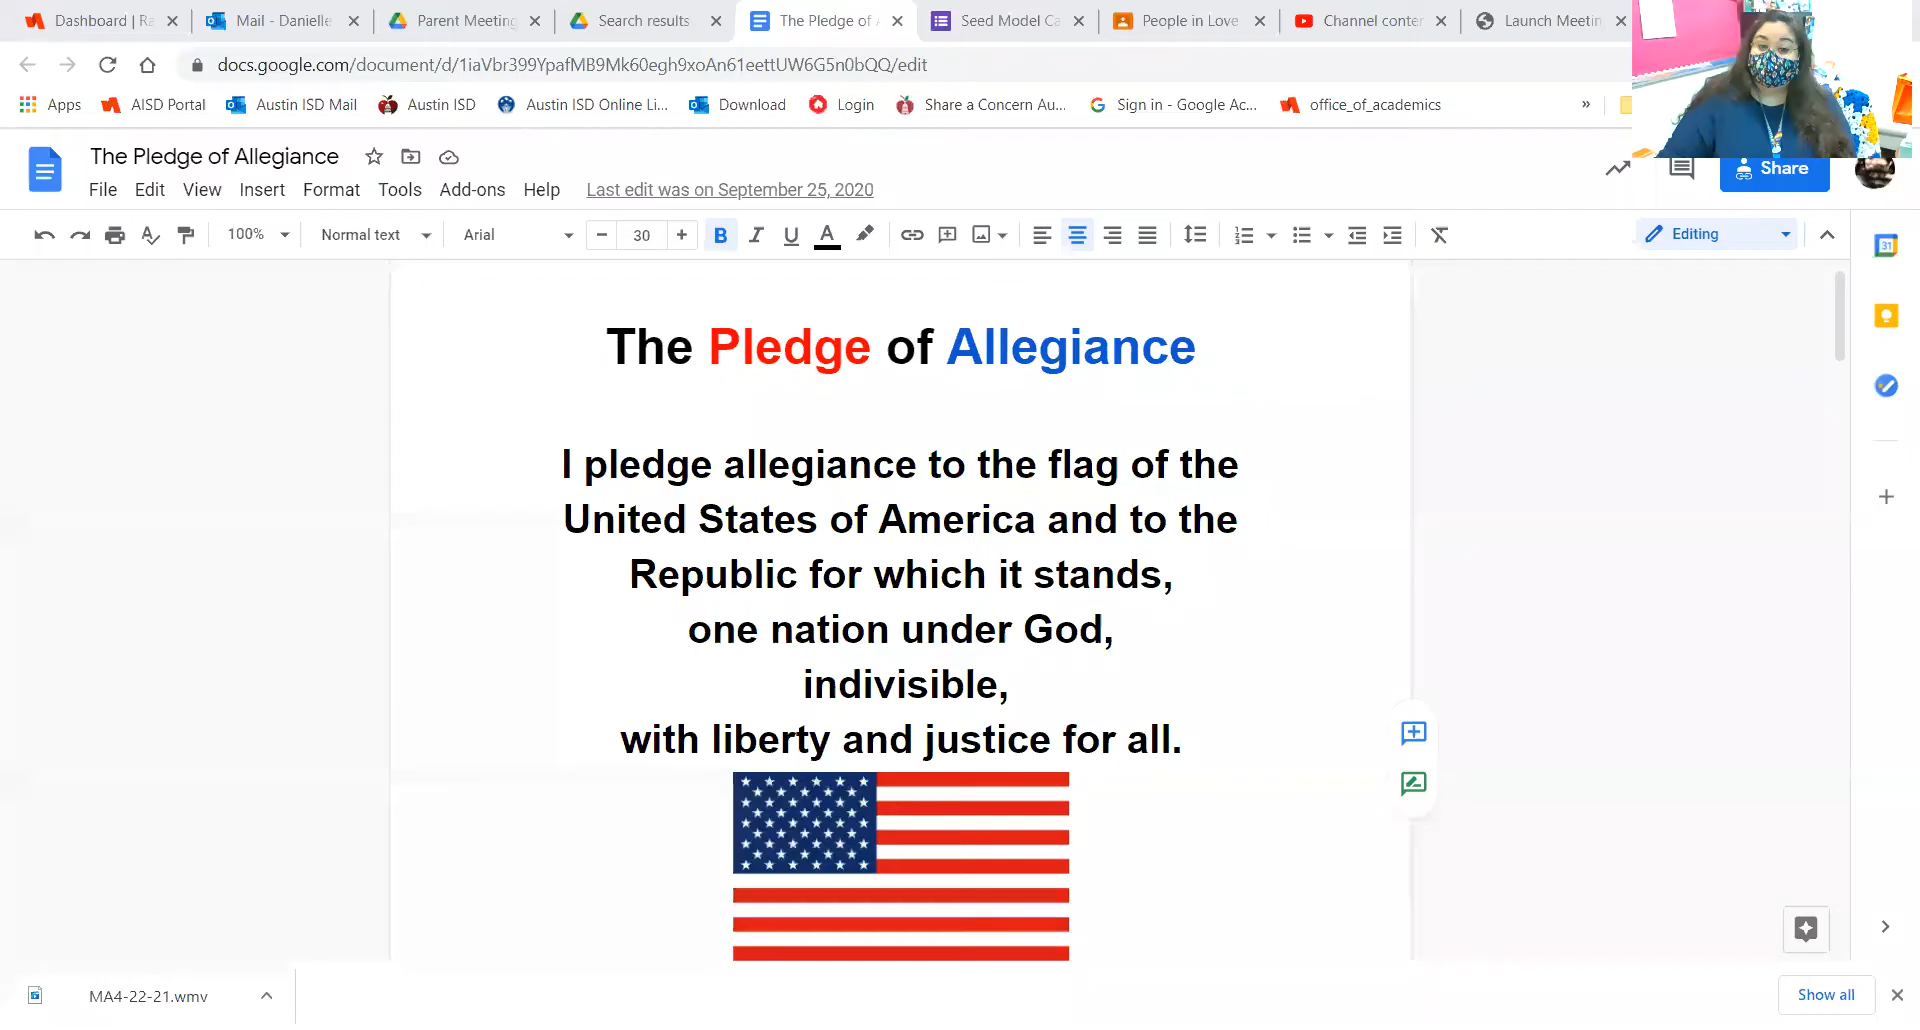 Dashboard | Ra
Mail - Danielle
Parent Meeting
Search results
The Pledge of A
Seed Model Ca
People in Love
Channel conter
Launch Meetin
docs.google.com/document/d/1iaVbr399YpafMB9Mk60egh9xoAn61eettUW6G5n0bQQ/edit
Apps AISD Portal Austin ISD Mail Austin ISD Austin ISD Online Li... Download Login Share a Concern Au... Sign in - Google Ac... office_of_academics »
The Pledge of Allegiance
File Edit View Insert Format Tools Add-ons Help Last edit was on September 25, 2020
Share
100% Normal text Arial 30 B I U A Editing
31
The Pledge of Allegiance
I pledge allegiance to the flag of the
United States of America and to the
Republic for which it stands,
one nation under God,
indivisible,
with liberty and justice for all.
MA4-22-21.wmv
Show all